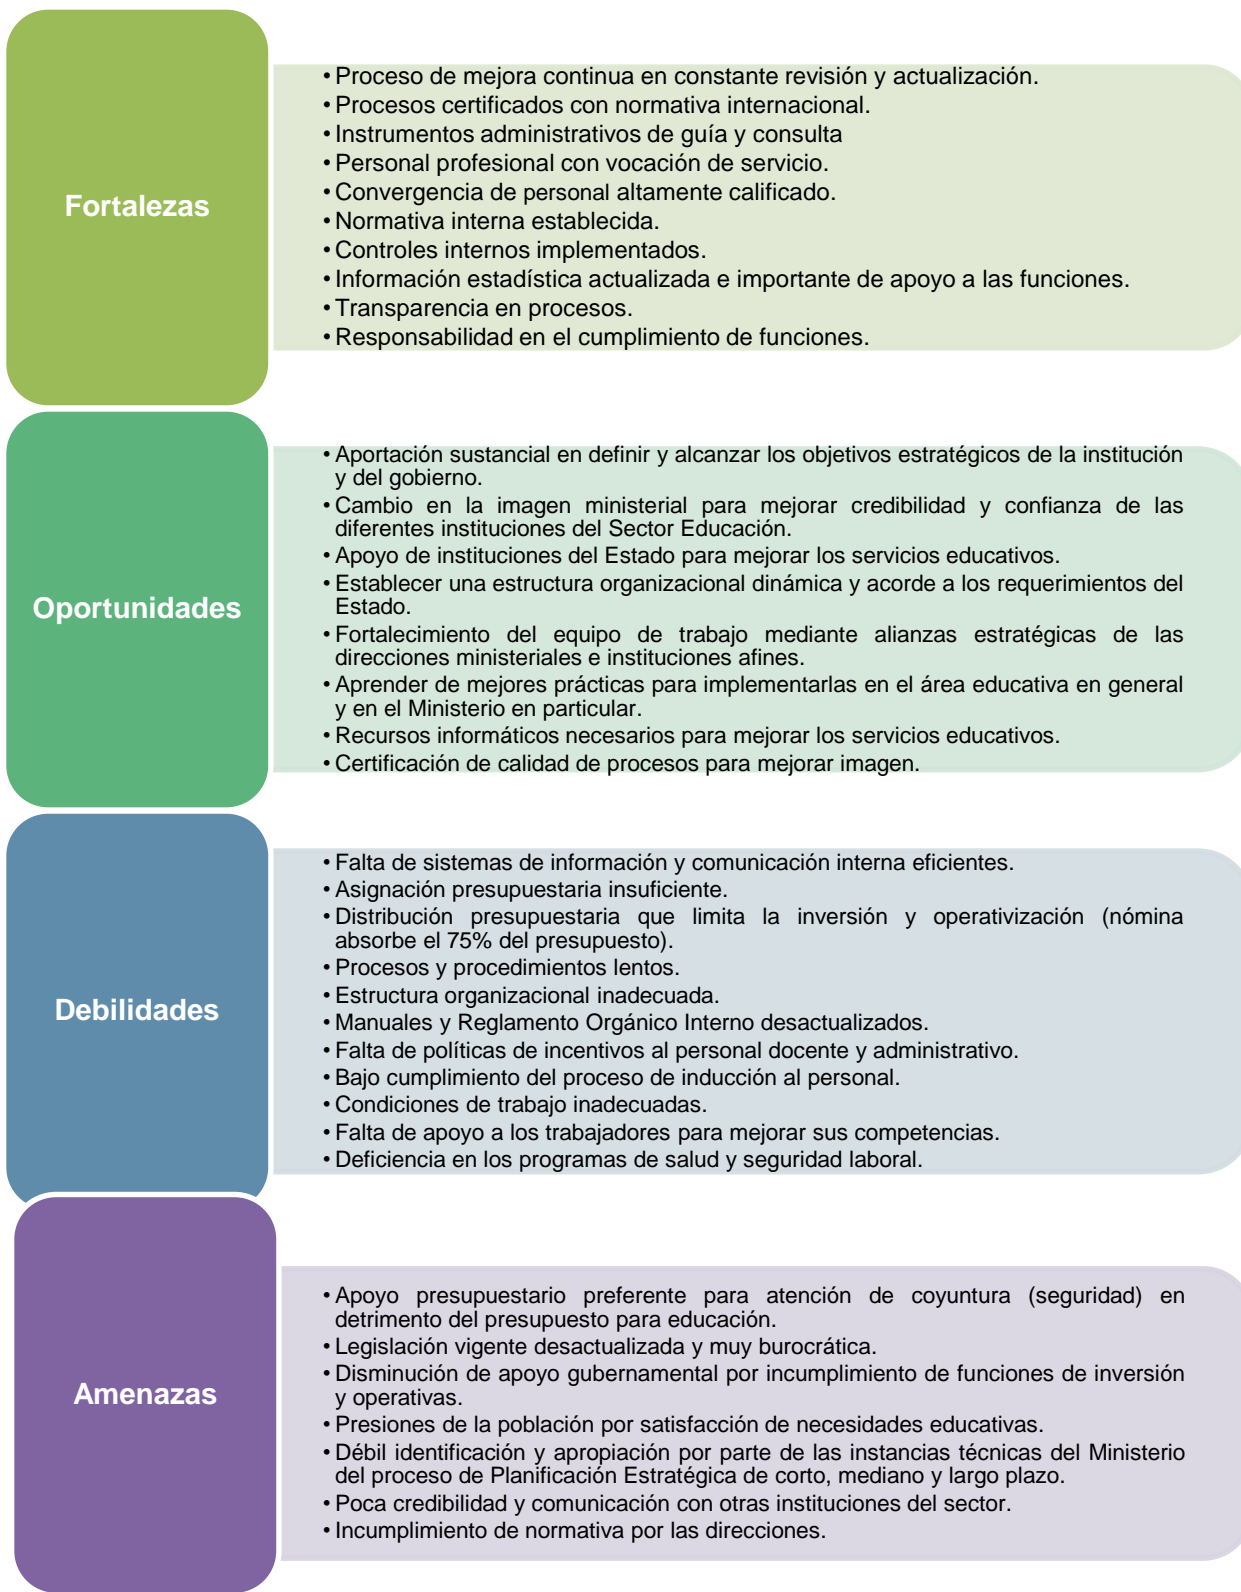 Fortalezas
• Proceso de mejora continua en constante revisión y actualización.
• Procesos certificados con normativa internacional.
• Instrumentos administrativos de guía y consulta
• Personal profesional con vocación de servicio.
• Convergencia de personal altamente calificado.
• Normativa interna establecida.
• Controles internos implementados.
• Información estadística actualizada e importante de apoyo a las funciones.
• Transparencia en procesos.
• Responsabilidad en el cumplimiento de funciones.
Oportunidades
• Aportación sustancial en definir y alcanzar los objetivos estratégicos de la institución
y del gobierno.
• Cambio en la imagen ministerial para mejorar credibilidad y confianza de las
diferentes instituciones del Sector Educación.
• Apoyo de instituciones del Estado para mejorar los servicios educativos.
• Establecer una estructura organizacional dinámica y acorde a los requerimientos del
Estado.
• Fortalecimiento del equipo de trabajo mediante alianzas estratégicas de las
direcciones ministeriales e instituciones afines.
• Aprender de mejores prácticas para implementarlas en el área educativa en general
y en el Ministerio en particular.
• Recursos informáticos necesarios para mejorar los servicios educativos.
• Certificación de calidad de procesos para mejorar imagen.
Debilidades
• Falta de sistemas de información y comunicación interna eficientes.
• Asignación presupuestaria insuficiente.
• Distribución presupuestaria que limita la inversión y operativización (nómina
absorbe el 75% del presupuesto).
• Procesos y procedimientos lentos.
• Estructura organizacional inadecuada.
• Manuales y Reglamento Orgánico Interno desactualizados.
• Falta de políticas de incentivos al personal docente y administrativo.
• Bajo cumplimiento del proceso de inducción al personal.
• Condiciones de trabajo inadecuadas.
• Falta de apoyo a los trabajadores para mejorar sus competencias.
• Deficiencia en los programas de salud y seguridad laboral.
Amenazas
• Apoyo presupuestario preferente para atención de coyuntura (seguridad) en
detrimento del presupuesto para educación.
• Legislación vigente desactualizada y muy burocrática.
• Disminución de apoyo gubernamental por incumplimiento de funciones de inversión
y operativas.
• Presiones de la población por satisfacción de necesidades educativas.
• Débil identificación y apropiación por parte de las instancias técnicas del Ministerio
del proceso de Planificación Estratégica de corto, mediano y largo plazo.
• Poca credibilidad y comunicación con otras instituciones del sector.
• Incumplimiento de normativa por las direcciones.